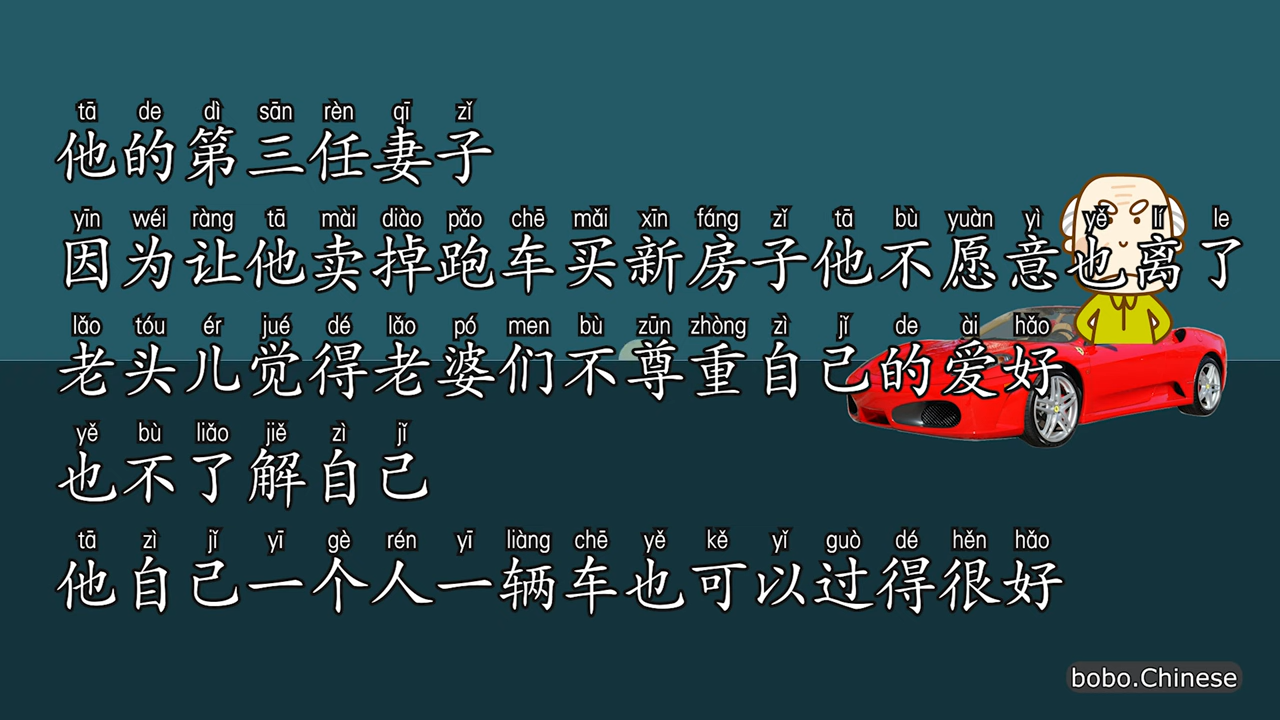 tā de dì sān rèn qī zǐ
他的第三任妻子
yīn wéi ràng tā mài diào pǎo chē mǎi xīn fáng zǐ tā bù yuàn yì yě lí le
因为让他卖掉跑车买新房子他不愿意也离了
lǎo tóu ér jué dé lǎo pó men bù zūn zhòng zì jǐ de ài hǎo
老头儿觉得老婆们不尊重自己的爱好
yě bù liǎo jiě zì jǐ
也不了解自己
tā zì jǐ yī gè rén yī liàng chē yě kě yǐ guò dé hěn hǎo
他自己一个人一辆车也可以过得很好
bobo.Chinese